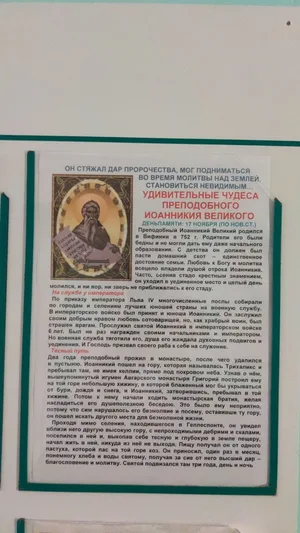 ОН СТЯЖАЛ ДАР ПРОРОЧЕСТВА, МОГ ПОДНИМАТЬСЯ
ВО ВРЕМЯ МОЛИТВЫ НАД ЗЕМЛЕЙ,
СТАНОВИТЬСЯ НЕВИДИМЫМ...
УДИВИТЕЛЬНЫЕ ЧУДЕСА
ПРЕПОДОБНОГО
ИОАННИКИЯ ВЕЛИКОГО
ДЕНЬ ПАМЯТИ: 17 НОЯБРЯ (ПО НОВ.СТ.)
Преподобный Иоанникий Великий родился
в Вифинии в 752 г. Родители его были
бедны и не могли дать ему даже начального
образования. С детства он должен был
пасти домашний скот – единственное
достояние семьи. Любовь к Богу и молитва
всецело владели душой отрока Иоанникия.
Часто, осенив стадо крестным знамением,
он уходил в уединенное место и целый день
молился, и ни вор, ни зверь не приближались к его стаду.
На службе у императора
По приказу императора Льва IV многочисленные послы собирали
по городам и селениям лучших юношей страны на военную службу.
В императорское войско был принят и юноша Иоанникий. Он заслужил
своим добрым нравом любовь сотоварищей, но, как храбрый воин, был
страшен врагам. Прослужил святой Иоанникий в императорском войске
6 лет. Был не раз награжден своими начальниками и императором.
Но военная служба тяготила его, душа его жаждала духовных подвигов и
уединения. И Господь призвал своего раба к себе на служение.
Тесный путь
Два года преподобный прожил в монастыре, после чего удалился
в пустыню. Иоанникий пошел на гору, которая называлась Трихаликс и
пребывал там, не имея келлии, прямо под покровом неба. Узнав о нём,
вышеупомянутый игумен Аагарского монастыря Григорий построил ему
на той горе небольшую хижину, в которой блаженный мог бы укрываться
от бури, дождя и снега, и Иоанникий, затворившись, пребывал в той
хижине. Потом к нему начали ходить монастырская братия, желая
насладиться его душеполезною беседою. Это было ему неприятно,
потому что сим нарушалось его безмолвие и посему, оставивши ту гору,
он пошел искать другого места для безмолвной жизни.
Проходя мимо селения, находившегося в Геллеспонте, он увидел
вблизи него другую высокую гору, с непроходимыми дебрями и скалами,
поселился в ней и, выкопав себе тесную и глубокую в земле пещеру,
начал жить в ней, никуда из неё не выходя. Пищу получал он от одного
пастуха, который пас на той горе коз. Он приносил, один раз в месяц,
понемногу хлеба и воды святому, получая за сие от него высший дар –
благословение и молитву. Святой подвизался там три года, день и ночь